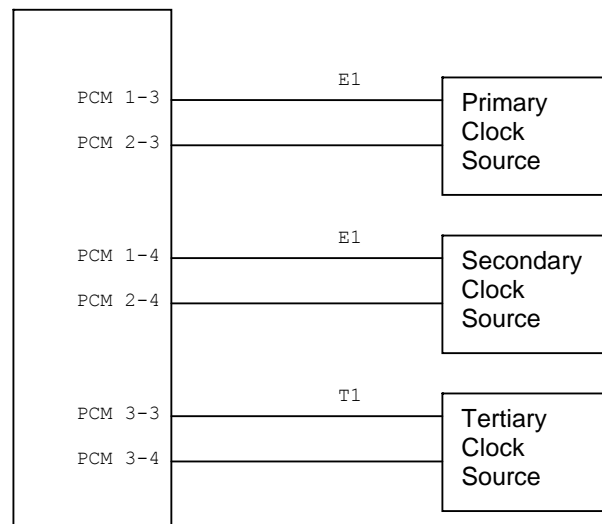 E1
PCM 1-3
PCM 2-3
Primary
Clock
Source
E1
PCM 1-4
PCM 2-4
Secondary
Clock
Source
T1
PCM 3-3
PCM 3-4
Tertiary
Clock
Source